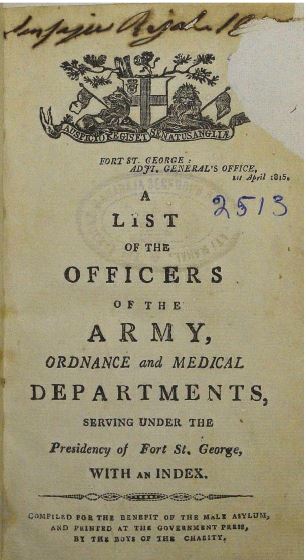 AUSPICIO REGIS ET SENATUS ANGLIÆ
FORT ST. GEORGE:
ADJT. GENERAL'S OFFICE,
1st April 1815.
2513
A
LIST
OF THE
OFFICERS
OF THE
ARMY,
ORDNANCE and MEDICAL
DEPARTMENTS,
SERVING UNDER THE
Presidency of Fort St. George,
WITH AN INDEX.
COMPILED FOR THE BENEFIT OF THE MALE ASYLUM,
AND PRINTED AT THE GOVERNMENT PRESS,
BY THE BOYS OF THE CHARITY.